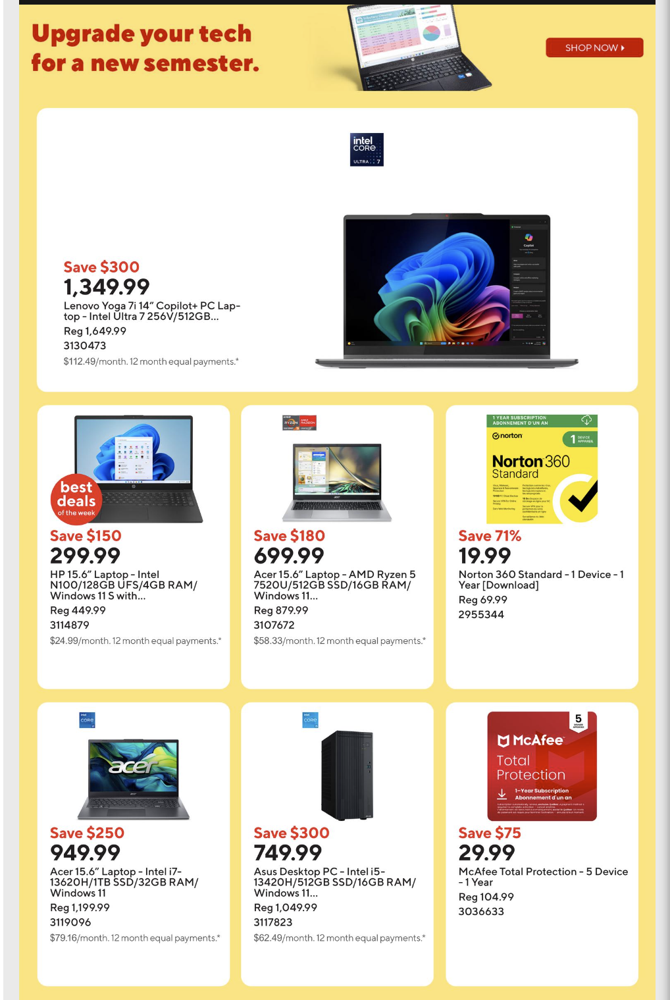 Upgrade your tech
for a new semester.
SHOP NOW
intel
CORE
ULTRA 7
Copilot
Save $300
1,349.99
Lenovo Yoga 7i 14” Copilot+ PC Lap-
top - Intel Ultra 7 256V/512GB...
Reg 1,649.99
3130473
$112.49/month. 12 month equal payments.*
best
deals
of the week
Save $150
299.99
HP 15.6” Laptop - Intel
N100/128GB UFS/4GB RAM/
Windows 11 S with...
Reg 449.99
3114879
$24.99/month. 12 month equal payments.*
AMD
RYZEN
AMD
RADEON
acer
Save $180
699.99
Acer 15.6” Laptop - AMD Ryzen 5
7520U/512GB SSD/16GB RAM/
Windows 11...
Reg 879.99
3107672
$58.33/month. 12 month equal payments.*
1 YEAR SUBSCRIPTION
ABONNEMENT D'UN AN
norton
1 DEVICE
APPAREIL
Norton 360
Standard
Save 71%
19.99
Norton 360 Standard - 1 Device - 1
Year [Download]
Reg 69.99
2955344
intel
CORE
acer
Save $250
949.99
Acer 15.6” Laptop - Intel i7-
13620H/1TB SSD/32GB RAM/
Windows 11
Reg 1,199.99
3119096
$79.16/month. 12 month equal payments.*
intel
CORE
Save $300
749.99
Asus Desktop PC - Intel i5-
13420H/512GB SSD/16GB RAM/
Windows 11...
Reg 1,049.99
3117823
$62.49/month. 12 month equal payments.*
5
DEVICES
APPAREILS
McAfee
Total
Protection
1-Year Subscription
Abonnement d'un an
Save $75
29.99
McAfee Total Protection - 5 Device
- 1 Year
Reg 104.99
3036633